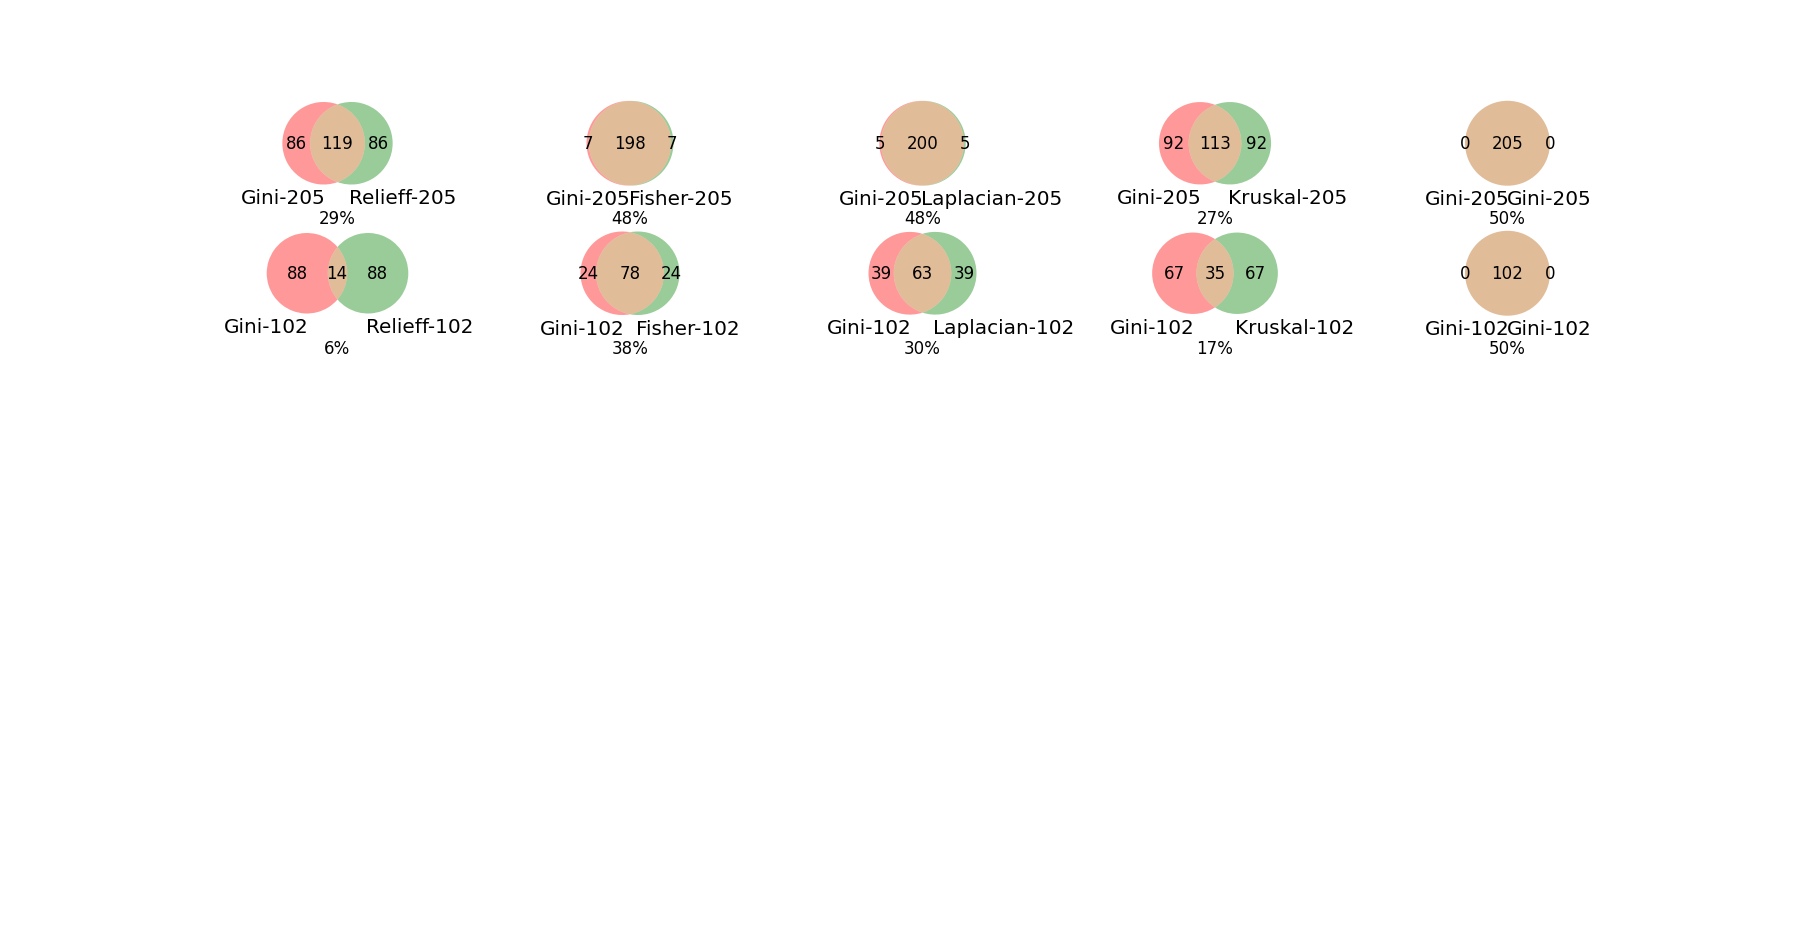 86 119 86 7 198 7 5 200 5 92 113 92 0 205 0
Gini-205 Relieff-205 Gini-205 Fisher-205 Gini-205 Laplacian-205 Gini-205 Kruskal-205 Gini-205 Gini-205
29% 48% 48% 27% 50%
88 14 88 24 78 24 39 63 39 67 35 67 0 102 0
Gini-102 Relieff-102 Gini-102 Fisher-102 Gini-102 Laplacian-102 Gini-102 Kruskal-102 Gini-102 Gini-102
6% 38% 30% 17% 50%